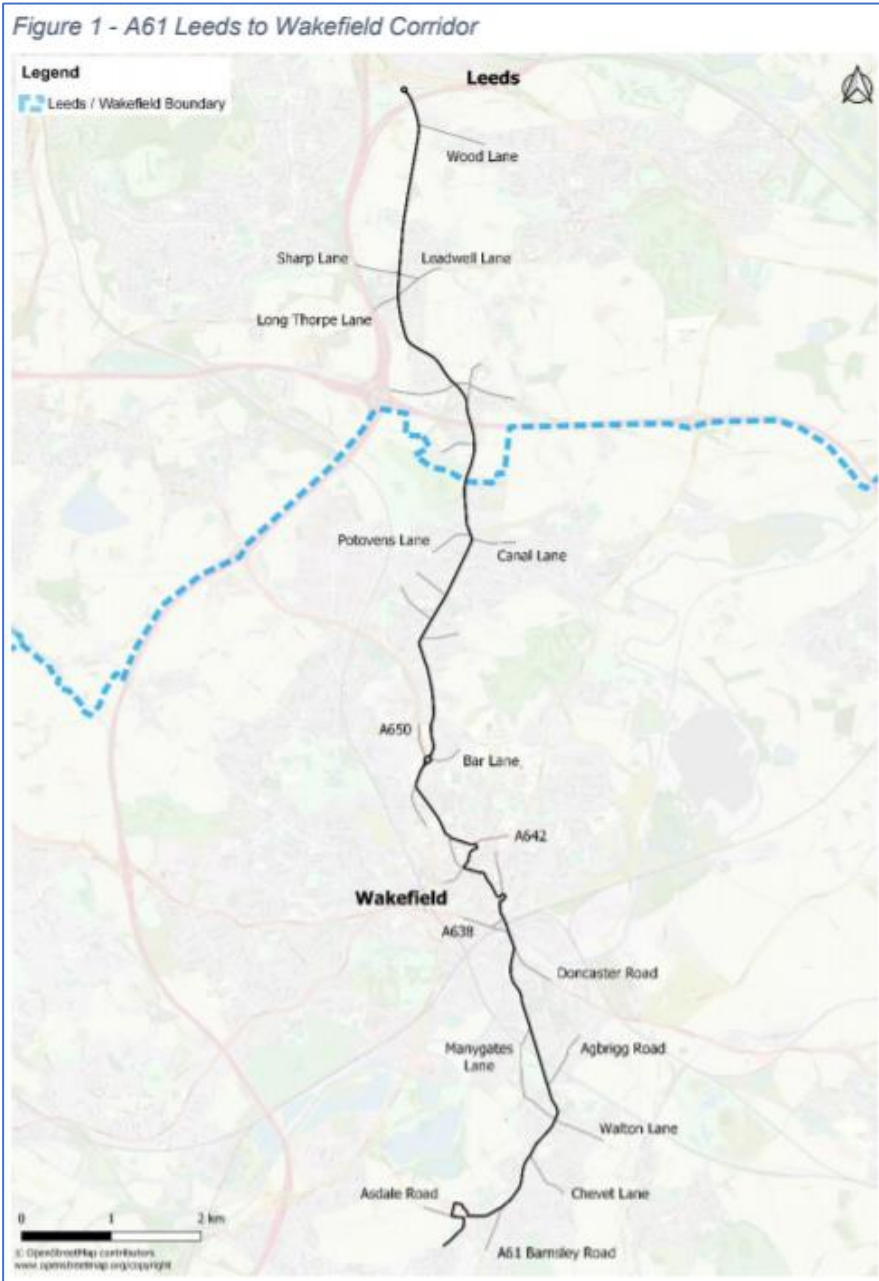 Figure 1 - A61 Leeds to Wakefield Corridor
Legend
Leeds / Wakefield Boundary
Leeds
Wood Lane
Sharp Lane
Leadwell Lane
Long Thorpe Lane
Potovens Lane
Canal Lane
A650
Bar Lane
A642
Wakefield
A638
Doncaster Road
Manygates
Lane
Agbrigg Road
Walton Lane
Asdale Road
Chevet Lane
A61 Barnsley Road
0 1 2 km
© OpenStreetMap contributors
www.openstreetmap.org/copyright